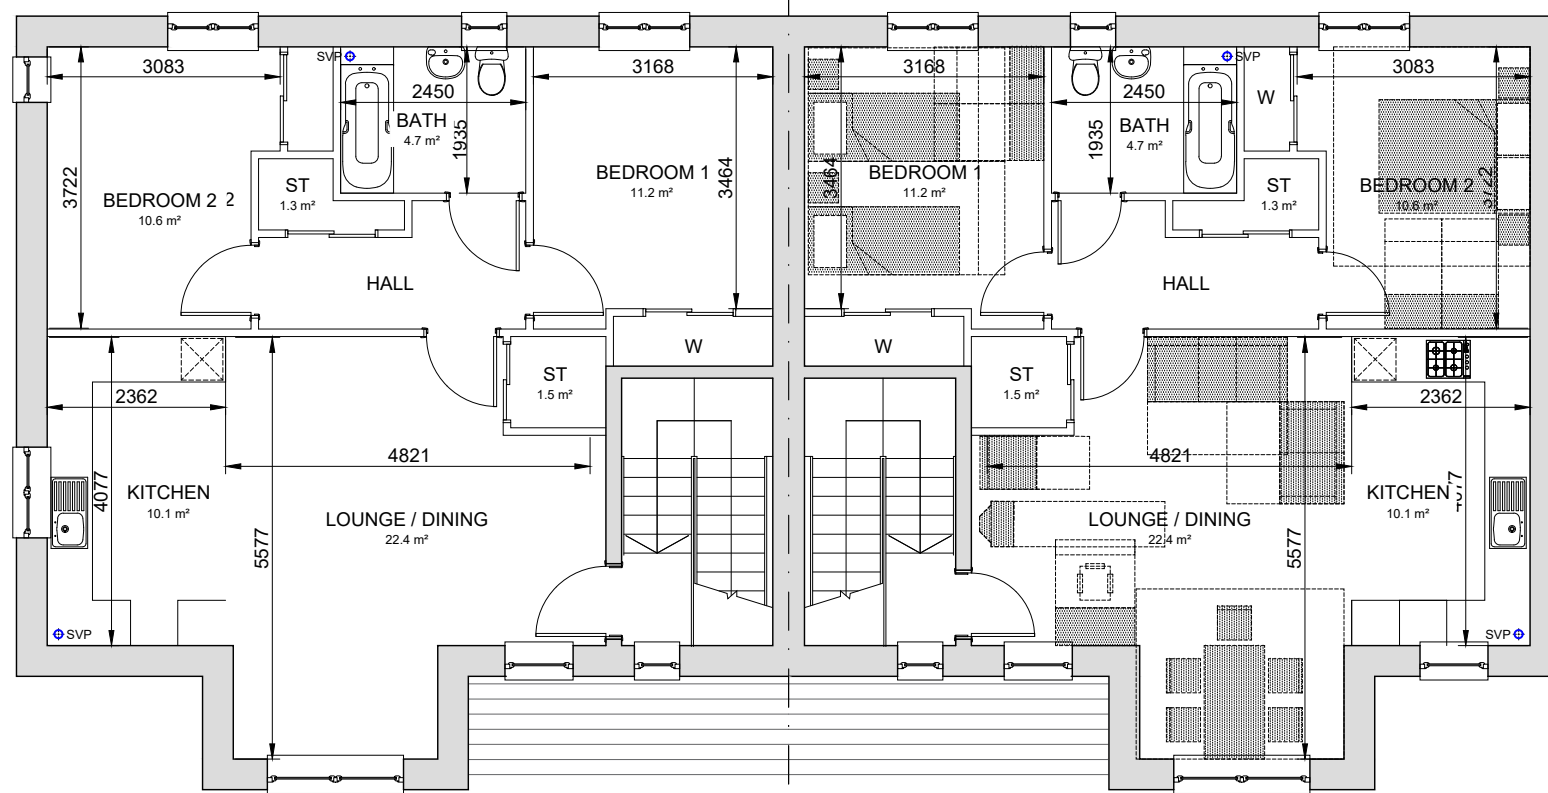 SVP
SVP
3083
3168
3168
3083
2450
BATH
4.7 m²
1935
3722
BEDROOM 2
10.6 m²
2
ST
1.3 m²
BEDROOM 1
11.2 m²
3464
3464
BEDROOM 1
11.2 m²
2450
BATH
4.7 m²
1935
W
ST
1.3 m²
BEDROOM 2
10.6 m²
3722
HALL
HALL
W
W
ST
1.5 m²
ST
1.5 m²
2362
2362
4821
4821
4077
KITCHEN
10.1 m²
LOUNGE / DINING
22.4 m²
5577
LOUNGE / DINING
22.4 m²
5577
KITCHEN
10.1 m²
4077
SVP
SVP